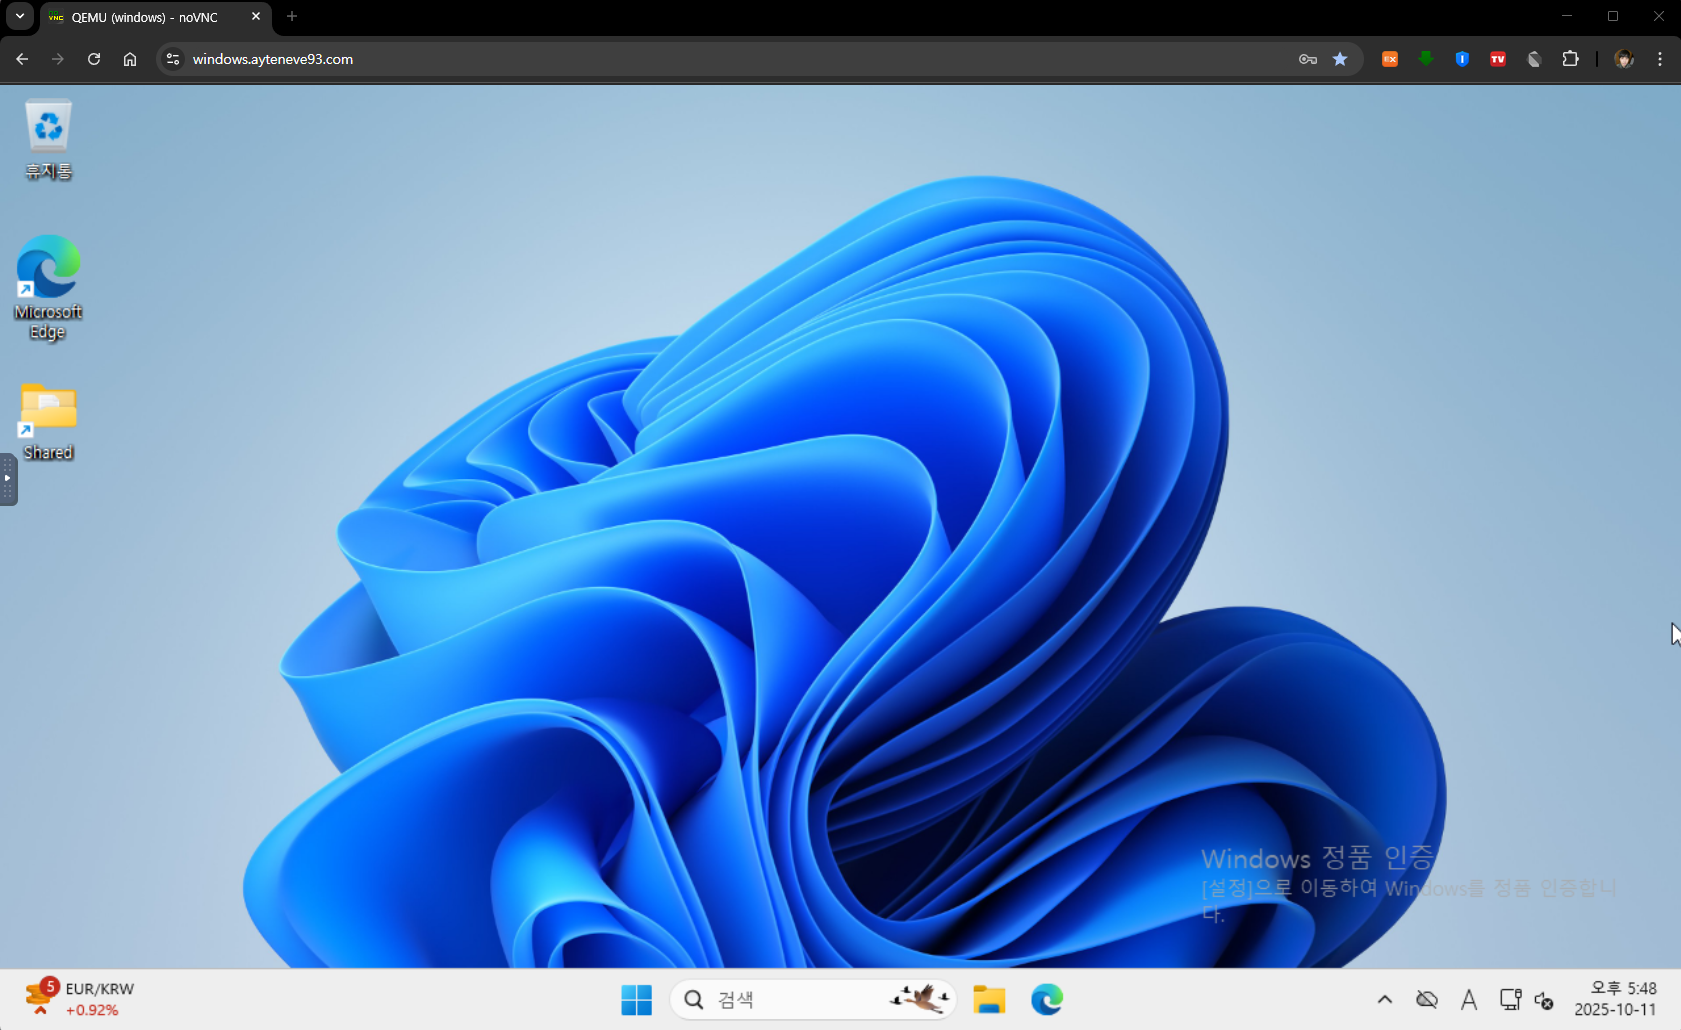 QEMU (windows) - noVNC
windows.ayteneve93.com
휴지통
Microsoft
Edge
Shared
Windows 정품 인증
[설정]으로 이동하여 Windows를 정품 인증합니
다.
5
EUR/KRW
+0.92%
검색
A
오후 5:48
2025-10-11